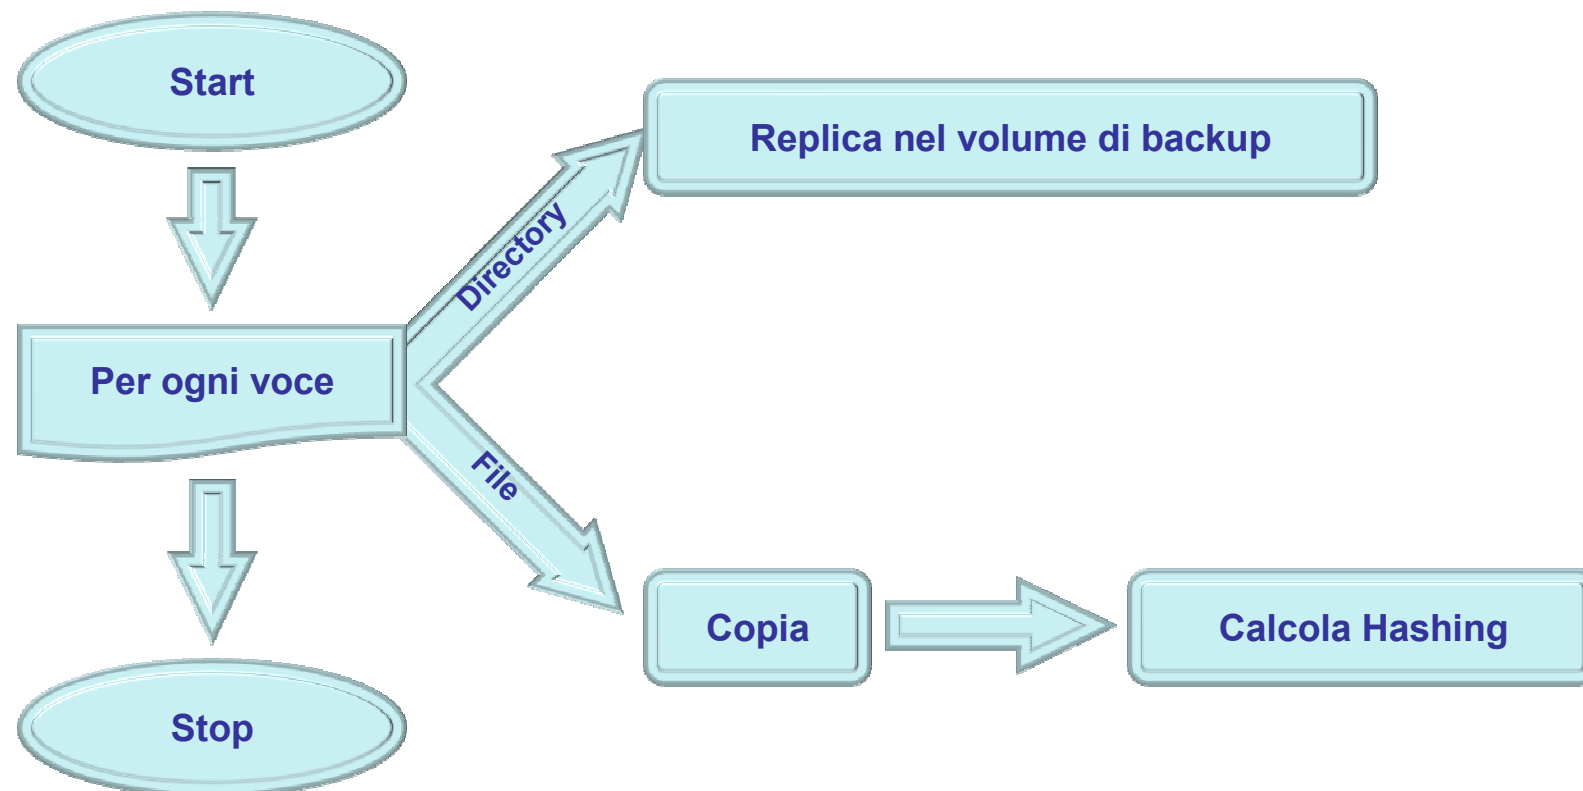 Start
Replica nel volume di backup
Directory
Per ogni voce
File
Copia
Calcola Hashing
Stop